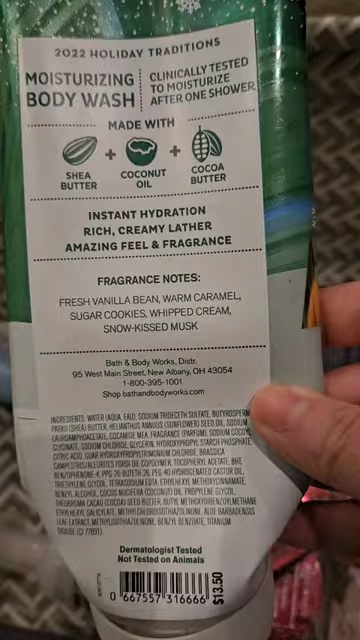 2022 HOLIDAY TRADITIONS
MOISTURIZING
BODY WASH
CLINICALLY TESTED
TO MOISTURIZE
AFTER ONE SHOWER
MADE WITH
SHEA
BUTTER
+
COCONUT
OIL
+
COCOA
BUTTER
INSTANT HYDRATION
RICH, CREAMY LATHER
AMAZING FEEL & FRAGRANCE
FRAGRANCE NOTES:
FRESH VANILLA BEAN, WARM CARAMEL,
SUGAR COOKIES, WHIPPED CREAM,
SNOW-KISSED MUSK
Bath & Body Works, Distr.
95 West Main Street, New Albany, OH 43054
1-800-395-1001
Shop bathandbodyworks.com
INGREDIENTS: WATER (AQUA, EAU), SODIUM TRIDECETH SULFATE, BUTYROSPERM
PARKII (SHEA) BUTTER, HELIANTHUS ANNUUS (SUNFLOWER) SEED OIL, SODIUM
LAUROAMPHOACETATE, COCAMIDE MEA, FRAGRANCE (PARFUM), SODIUM COCOYL
GLYCINATE, SODIUM CHLORIDE, GLYCERIN, HYDROXYPROPYL STARCH PHOSPHATE,
CITRIC ACID, GUAR HYDROXYPROPYLTRIMONIUM CHLORIDE, BRASSICA
CAMPESTRIS/ALEURITES FORDI OIL COPOLYMER, TOCOPHERYL ACETATE, BHT,
BENZOPHENONE-4, PPG-26-BUTETH-26, PEG-40 HYDROGENATED CASTOR OIL,
TRIETHYLENE GLYCOL, TETRASODIUM EDTA, ETHYLHEXYL METHOXYCINNAMATE,
BENZYL ALCOHOL, COCOS NUCIFERA (COCONUT) OIL, PROPYLENE GLYCOL,
THEOBROMA CACAO (COCOA) SEED BUTTER, BUTYL METHOXYDIBENZOYLMETHANE,
ETHYLHEXYL SALICYLATE, METHYLCHLOROISOTHIAZOLINONE, ALOE BARBADENSIS
LEAF EXTRACT, METHYLISOTHIAZOLINONE, BENZYL BENZOATE, TITANIUM
DIOXIDE (CI 77891).
Dermatologist Tested
Not Tested on Animals
0 667557 316666
$13.50